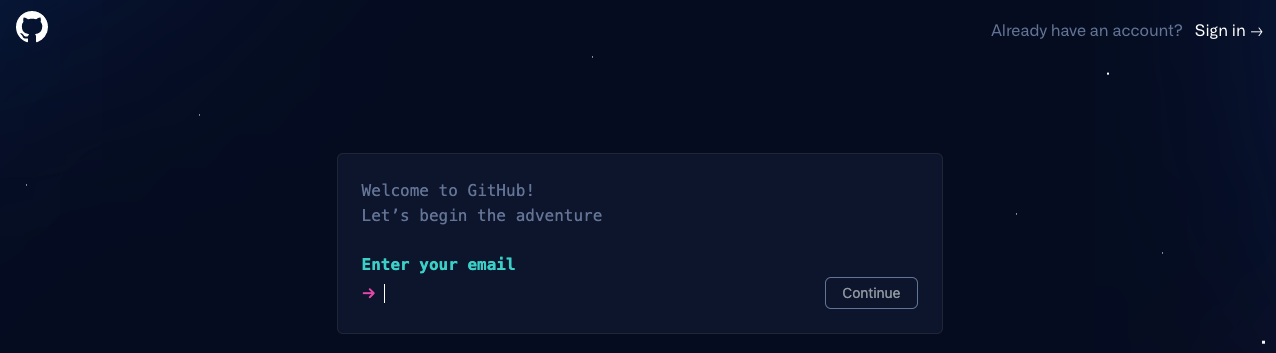 Already have an account? Sign in →
Welcome to GitHub!
Let’s begin the adventure
Enter your email
→
Continue